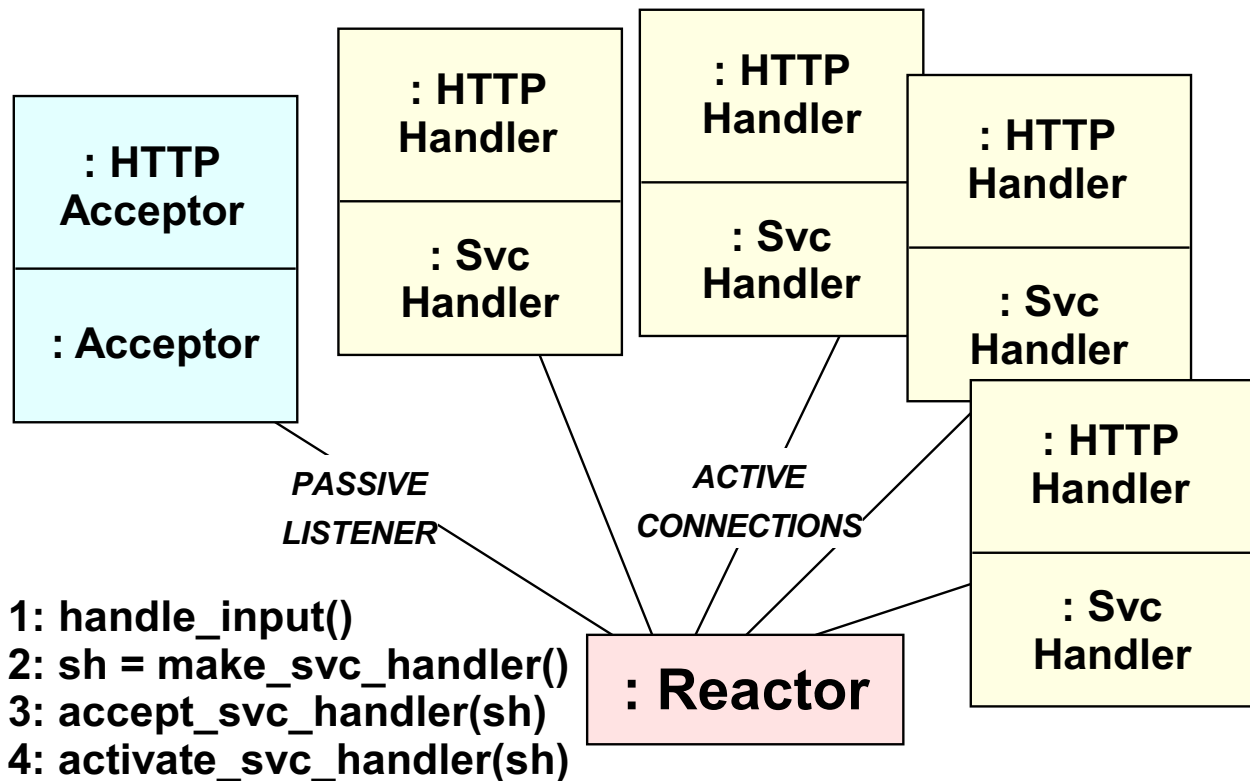 : HTTP
Acceptor
: Acceptor
: HTTP
Handler
: Svc
Handler
: HTTP
Handler
: Svc
Handler
: HTTP
Handler
: Svc
Handler
: HTTP
Handler
: Svc
Handler
PASSIVE
LISTENER
ACTIVE
CONNECTIONS
1: handle_input()
2: sh = make_svc_handler()
3: accept_svc_handler(sh)
4: activate_svc_handler(sh)
: Reactor